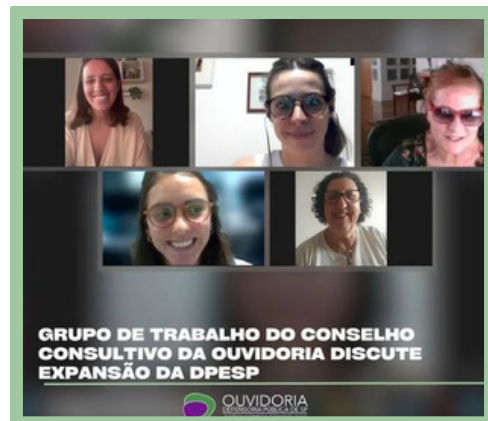 GRUPO DE TRABALHO DO CONSELHO
CONSULTIVO DA OUVIDORIA DISCUTE
EXPANSÃO DA DPESP
OUVIDORIA
DEFENSORIA PÚBLICA DE SP